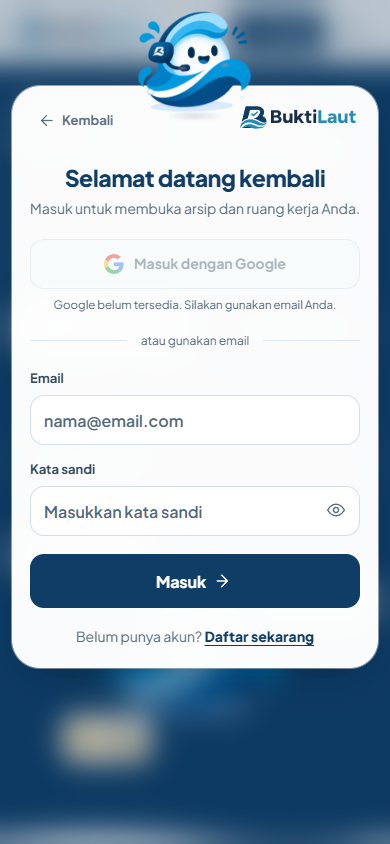 Kembali
BuktiLaut
Selamat datang kembali
Masuk untuk membuka arsip dan ruang kerja Anda.
Masuk dengan Google
Google belum tersedia. Silakan gunakan email Anda.
atau gunakan email
Email
nama@email.com
Kata sandi
Masukkan kata sandi
Masuk
Belum punya akun? Daftar sekarang